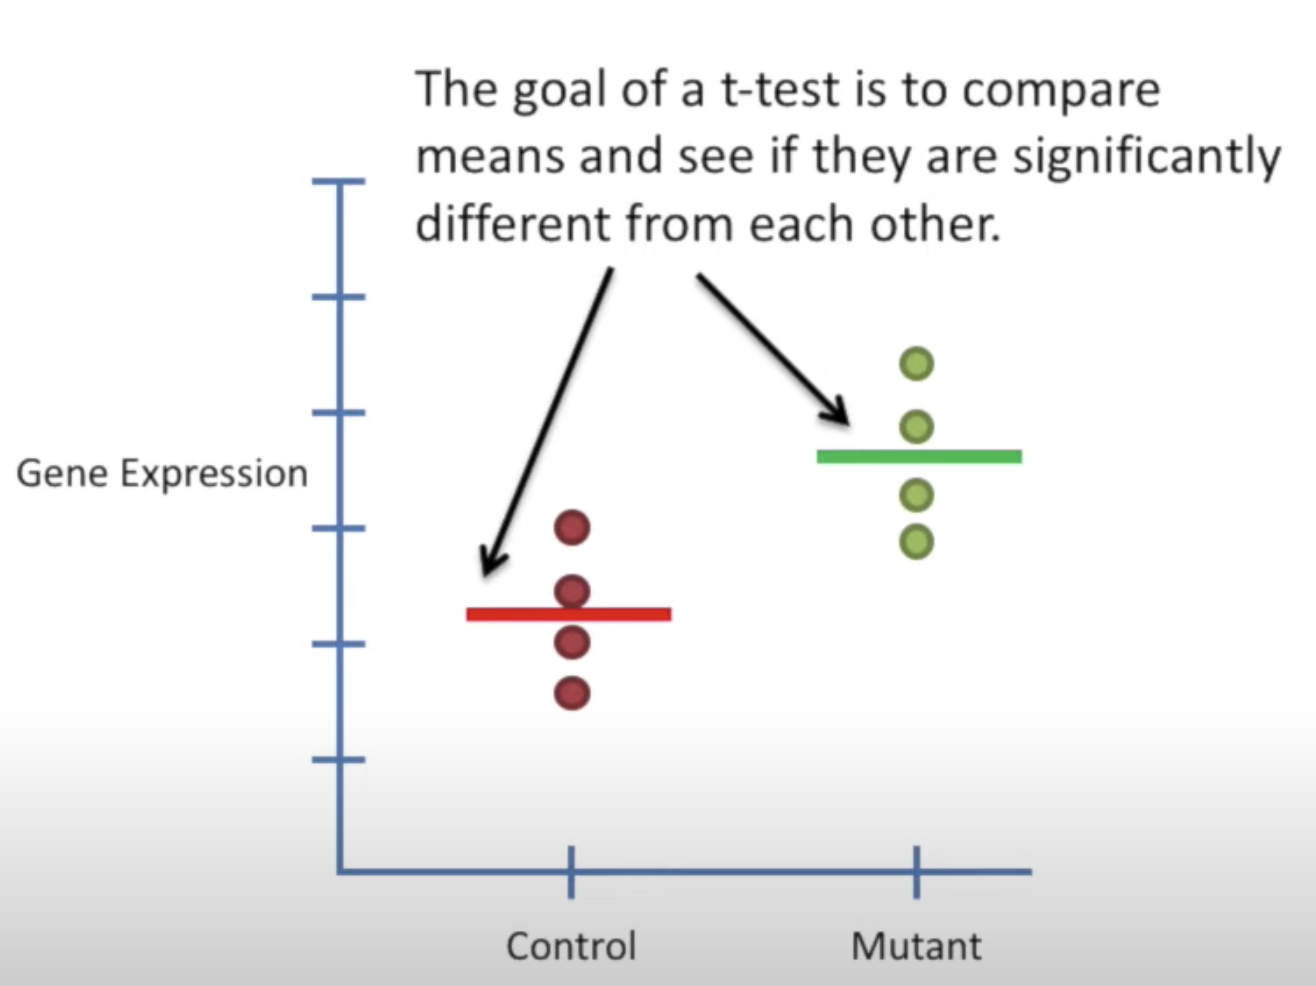 The goal of a t-test is to compare
means and see if they are significantly
different from each other.
Gene Expression
Control
Mutant